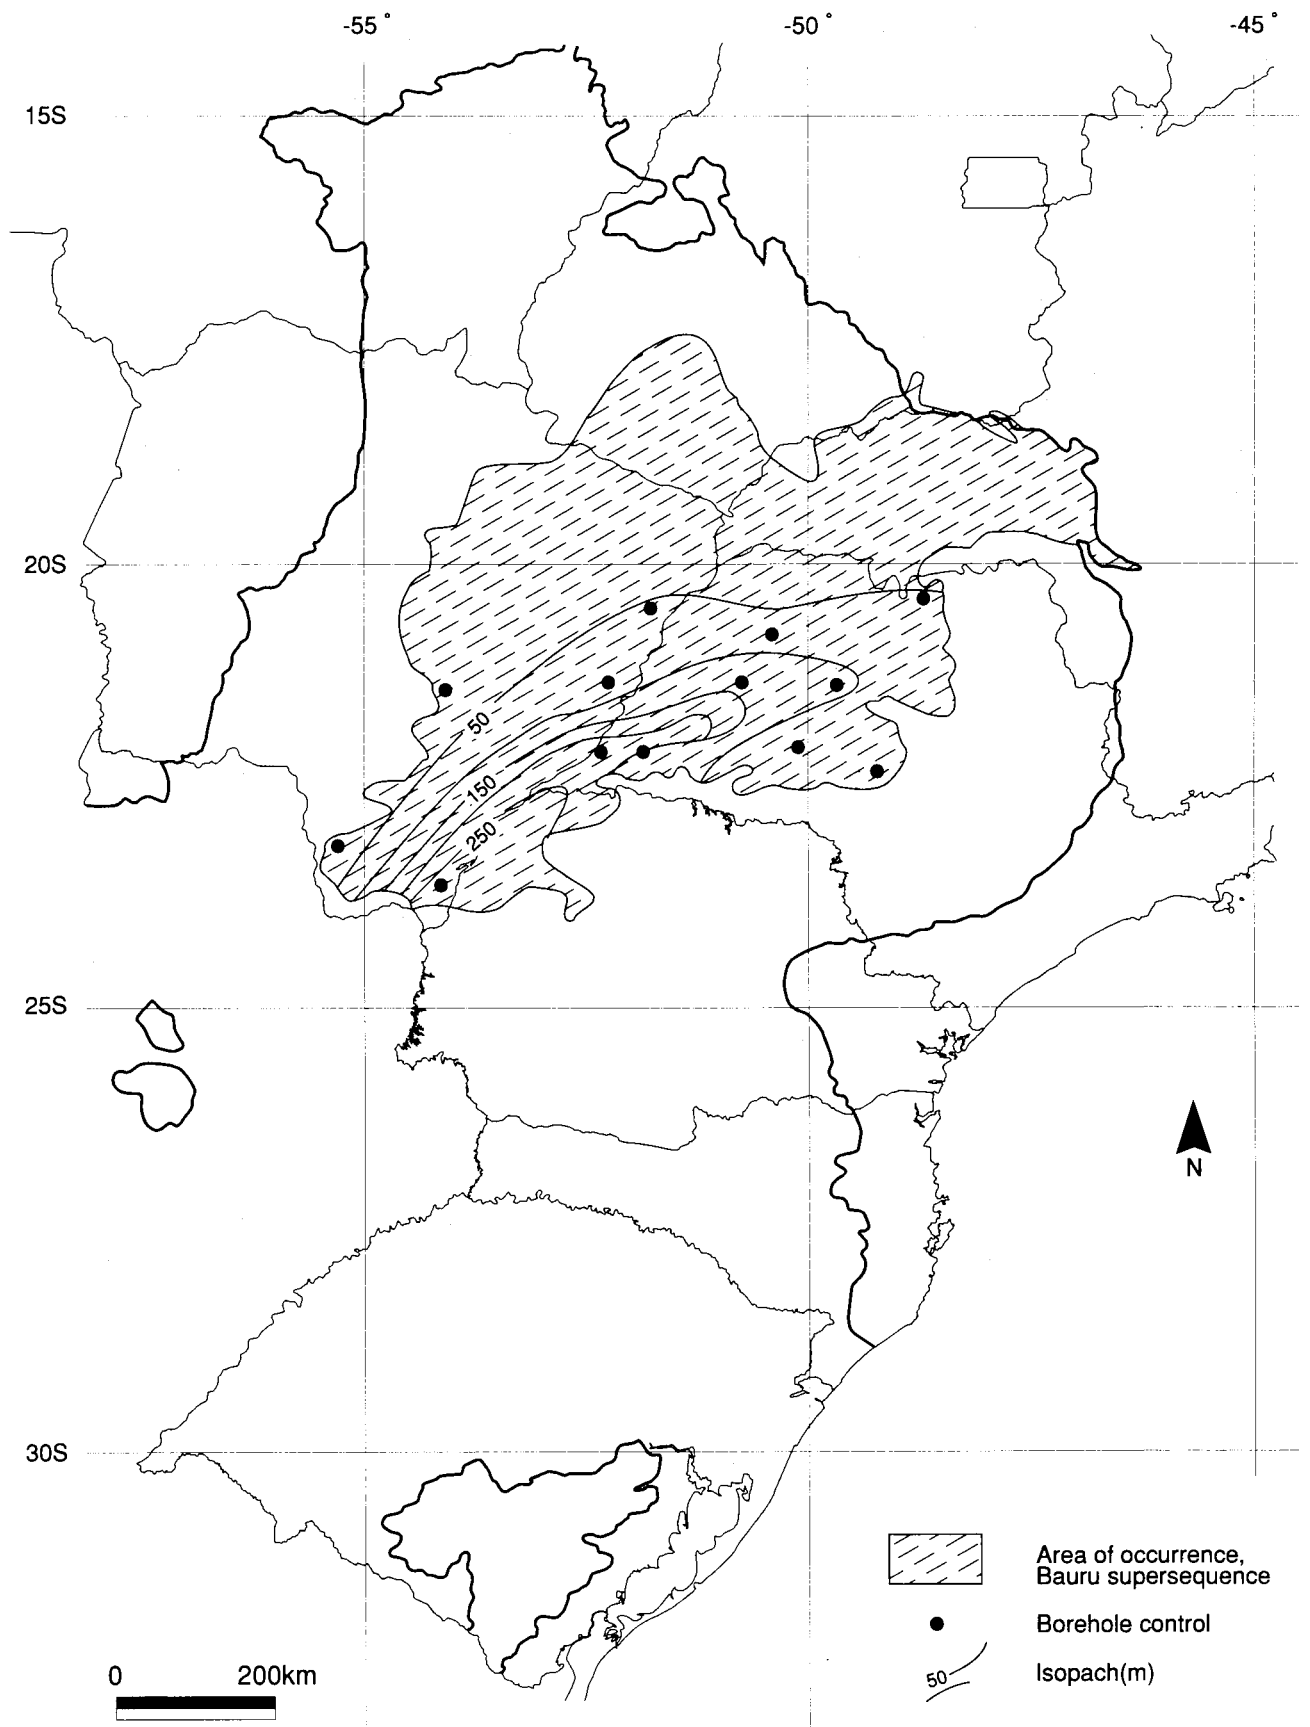 -55° -50° -45°
15S
20S
50
150
250
25S
N
30S
Area of occurrence,
Bauru supersequence
Borehole control
0 200km
50 Isopach(m)